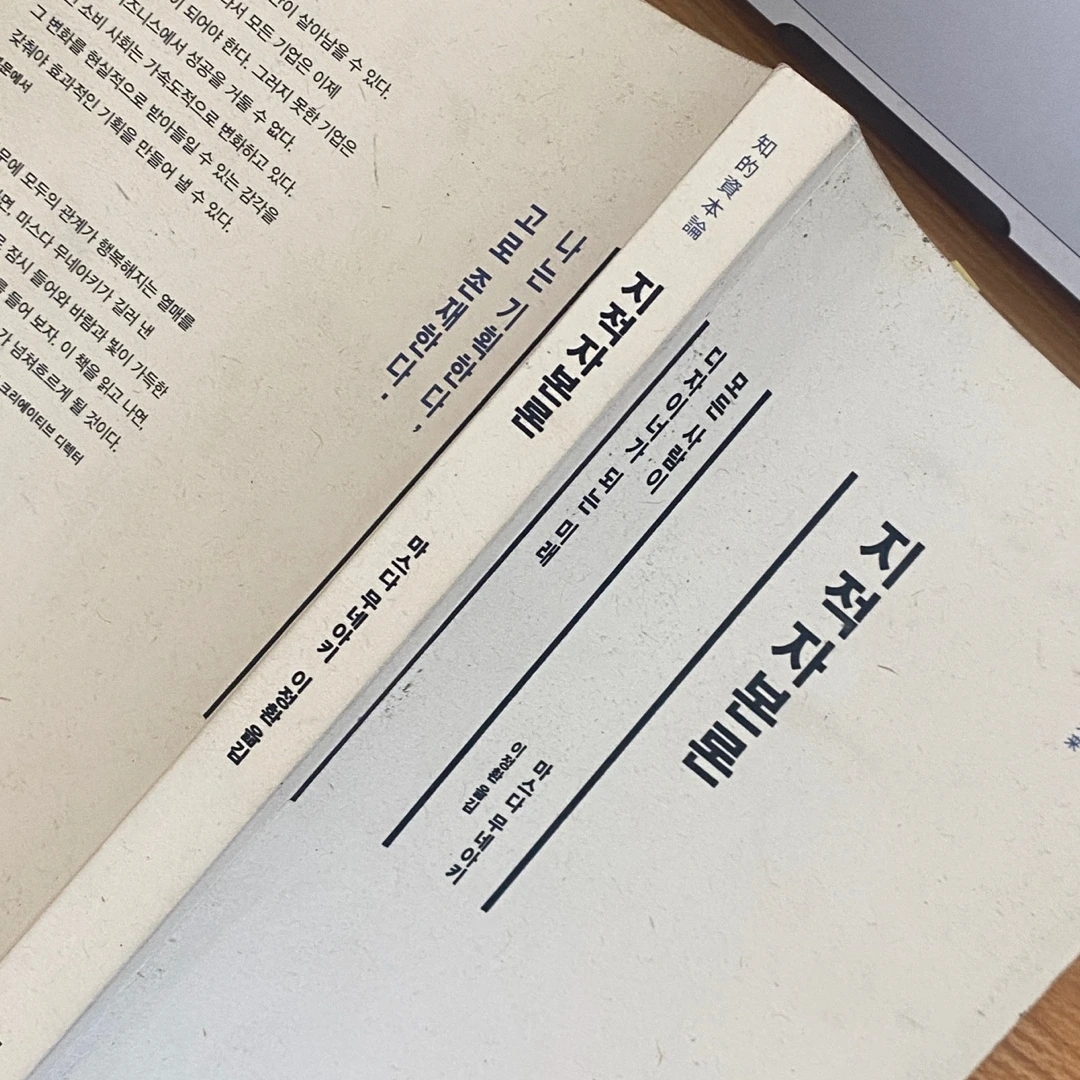 살아남을 수 있다.
모든 기업은 이제
되어야 한다. 그러지 못한 기업은
비즈니스에서 성공을 거둘 수 없다.
소비 사회는 가속도적으로 변화하고 있다.
그 변화를 현실적으로 받아들일 수 있는 감각을
갖춰야 효과적인 기획을 만들어 낼 수 있다.
모두의 관계가 행복해지는 열매를
마스다 무네아키가 길러 낸
잠시 들어와 바람과 빛이 가득한
들어 보자. 이 책을 읽고 나면,
넘쳐흐르게 될 것이다.
크리에이티브 디렉터
나는 기획한다,
고로 존재한다.
知的資本論
지적자본론
마스다 무네아키 이정환 옮김
모든 사람이
디자이너가 되는 미래
지적자본론
마스다 무네아키
이정환 옮김